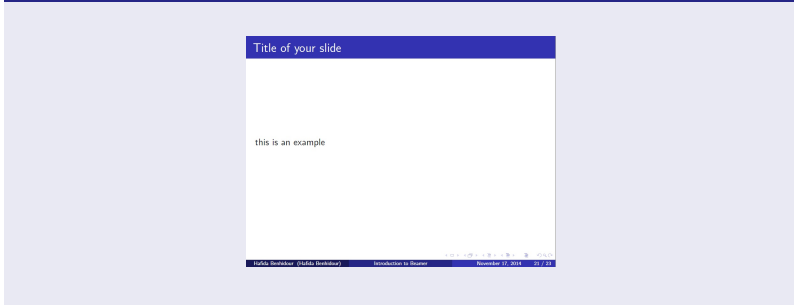 Title of your slide
this is an example
Hafida Benhidour (Hafida Benhidour) Introduction to Beamer November 17, 2014 21 / 23